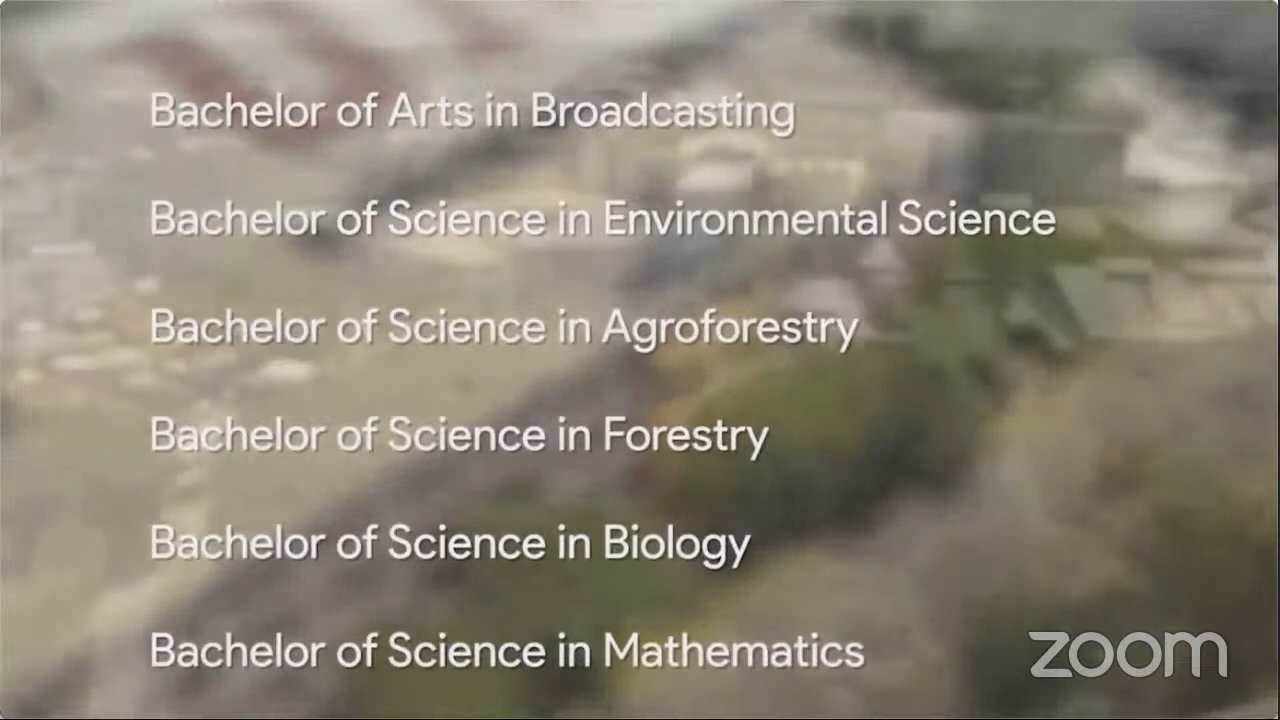 Bachelor of Arts in Broadcasting
Bachelor of Science in Environmental Science
Bachelor of Science in Agroforestry
Bachelor of Science in Forestry
Bachelor of Science in Biology
Bachelor of Science in Mathematics
zoom